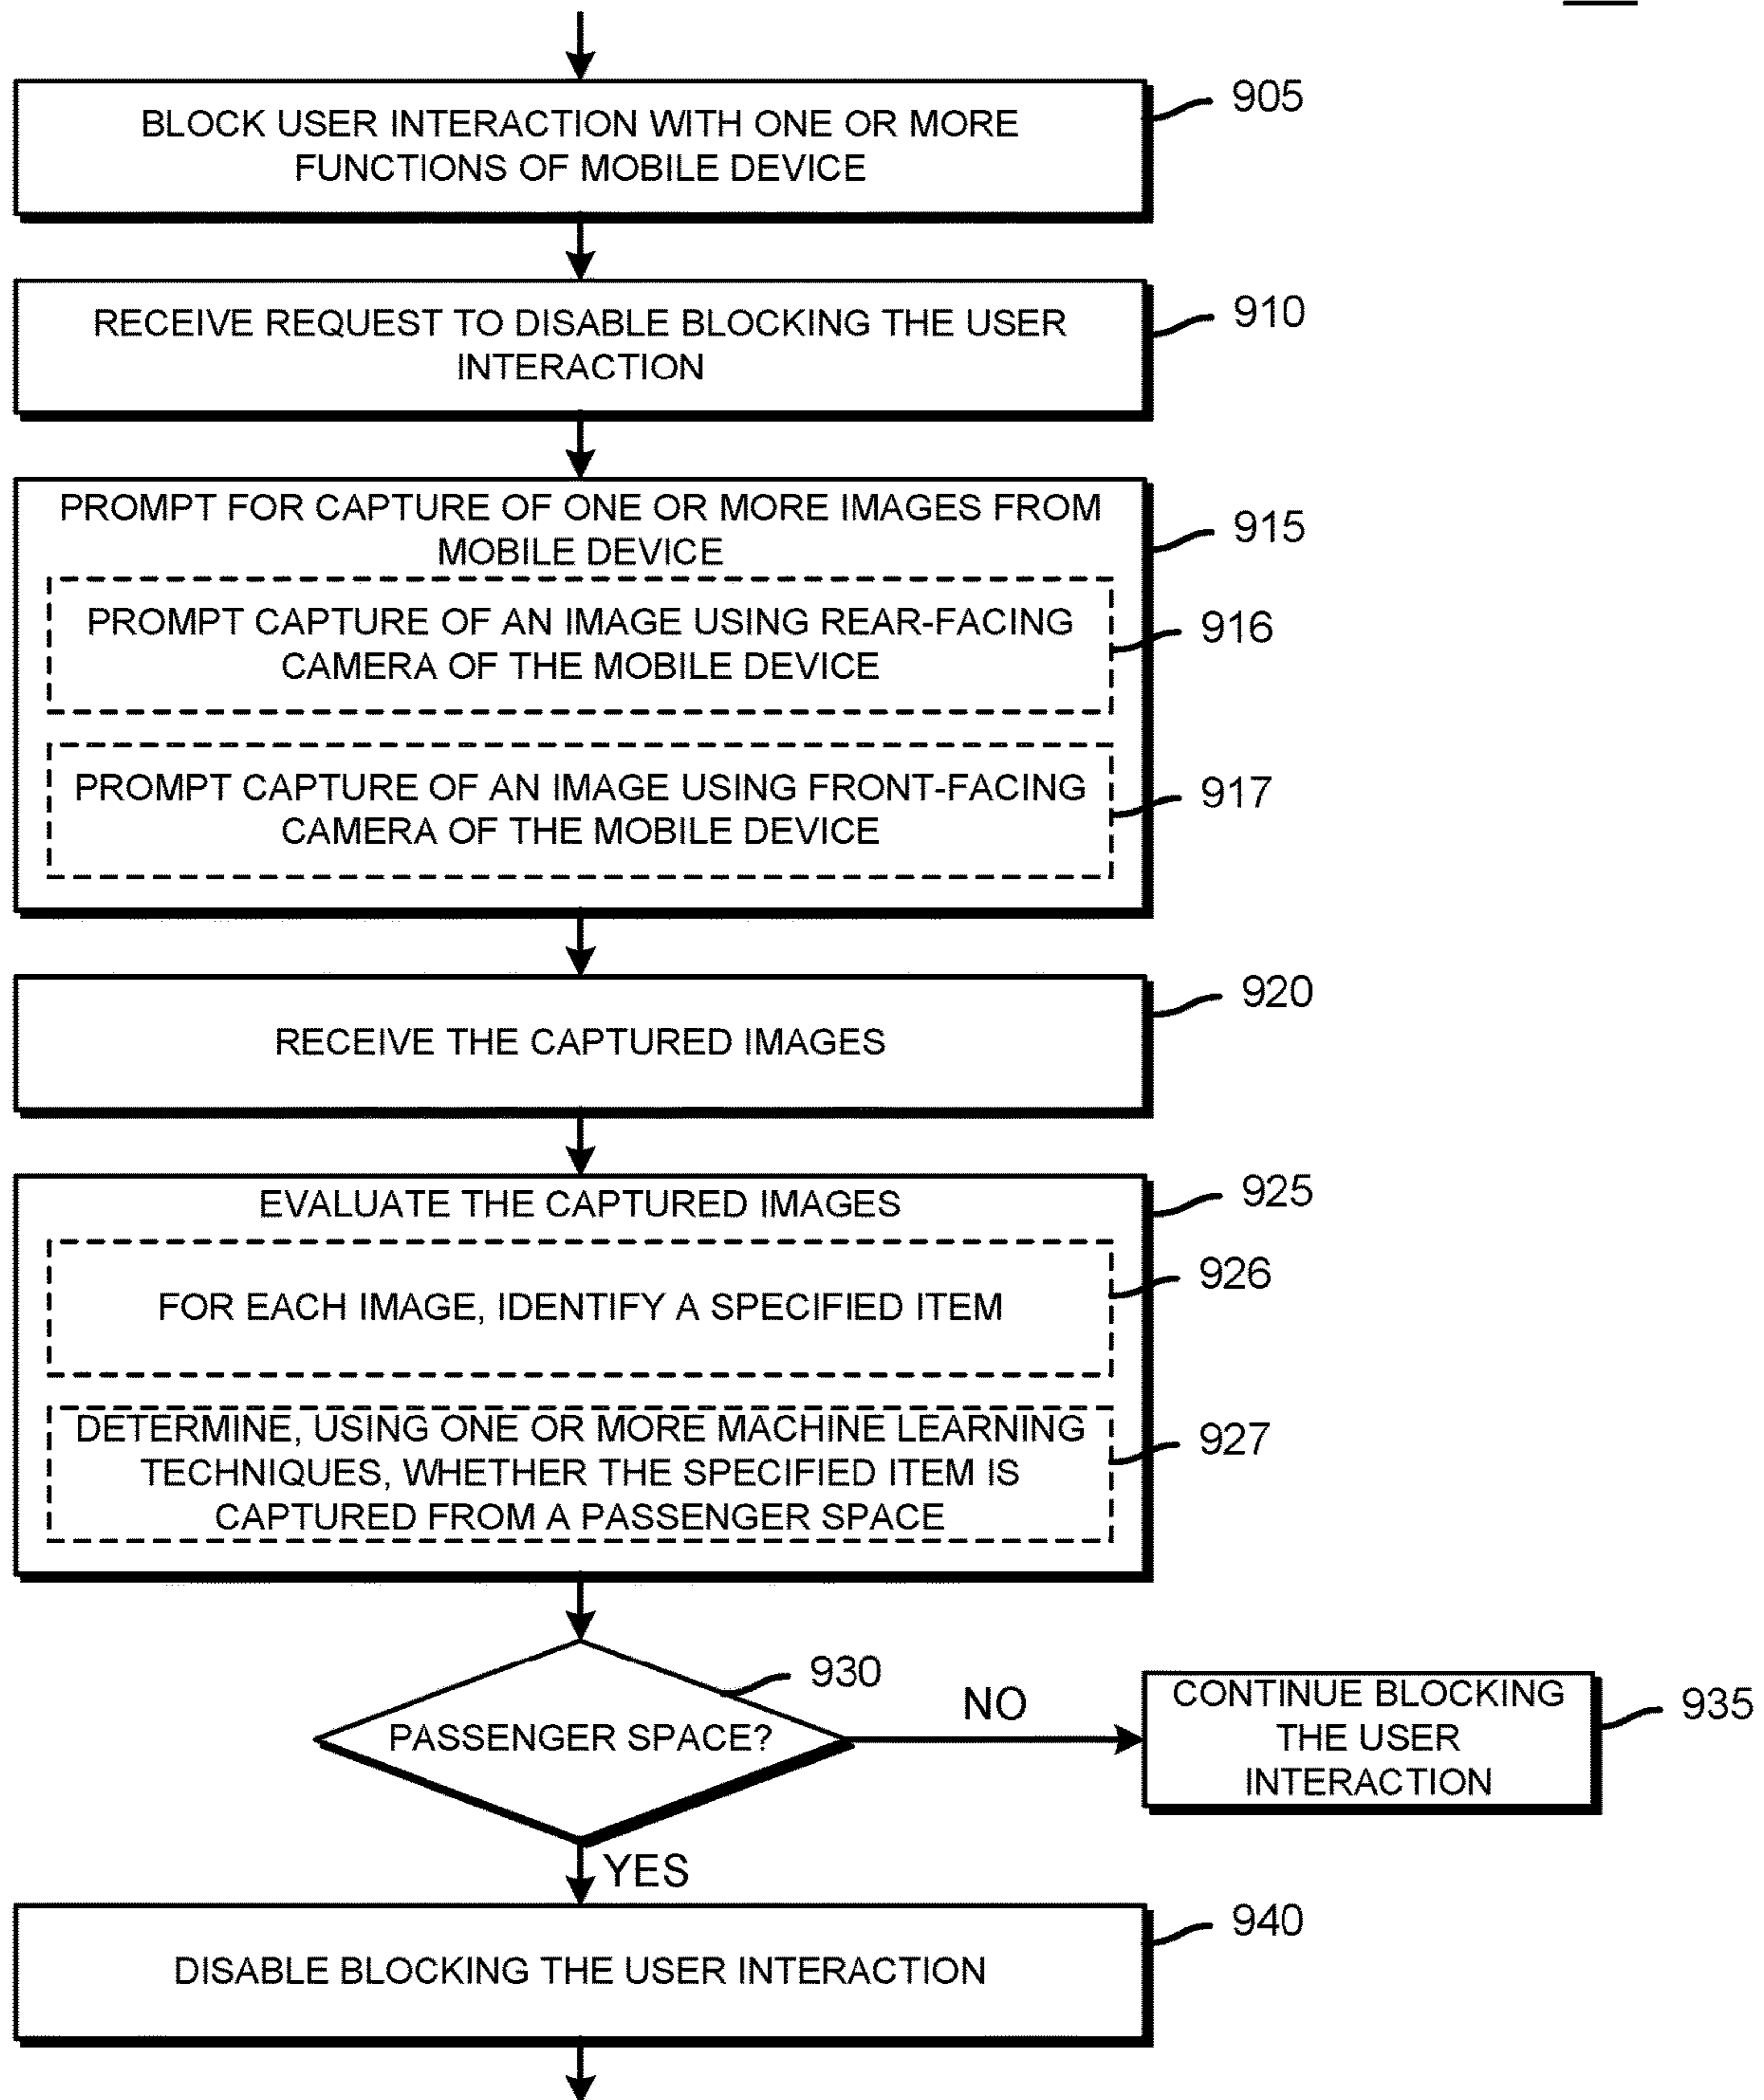 BLOCK USER INTERACTION WITH ONE OR MORE
FUNCTIONS OF MOBILE DEVICE
905
RECEIVE REQUEST TO DISABLE BLOCKING THE USER
INTERACTION
910
PROMPT FOR CAPTURE OF ONE OR MORE IMAGES FROM
MOBILE DEVICE
915
PROMPT CAPTURE OF AN IMAGE USING REAR-FACING
CAMERA OF THE MOBILE DEVICE
916
PROMPT CAPTURE OF AN IMAGE USING FRONT-FACING
CAMERA OF THE MOBILE DEVICE
917
RECEIVE THE CAPTURED IMAGES
920
EVALUATE THE CAPTURED IMAGES
925
FOR EACH IMAGE, IDENTIFY A SPECIFIED ITEM
926
DETERMINE, USING ONE OR MORE MACHINE LEARNING
TECHNIQUES, WHETHER THE SPECIFIED ITEM IS
CAPTURED FROM A PASSENGER SPACE
927
PASSENGER SPACE?
930
NO
CONTINUE BLOCKING
THE USER
INTERACTION
935
YES
DISABLE BLOCKING THE USER INTERACTION
940